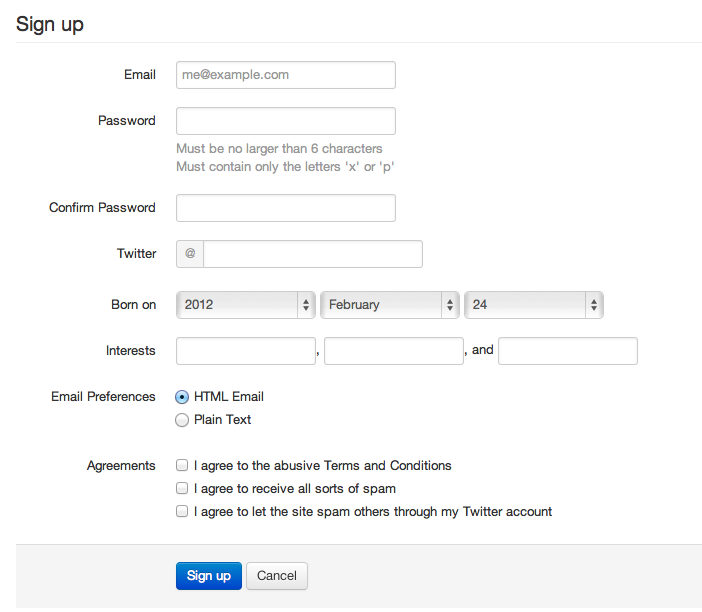 Sign up
Email me@example.com
Password
Must be no larger than 6 characters
Must contain only the letters 'x' or 'p'
Confirm Password
Twitter @
Born on 2012 February 24
Interests , , and
Email Preferences HTML Email
Plain Text
Agreements I agree to the abusive Terms and Conditions
I agree to receive all sorts of spam
I agree to let the site spam others through my Twitter account
Sign up Cancel